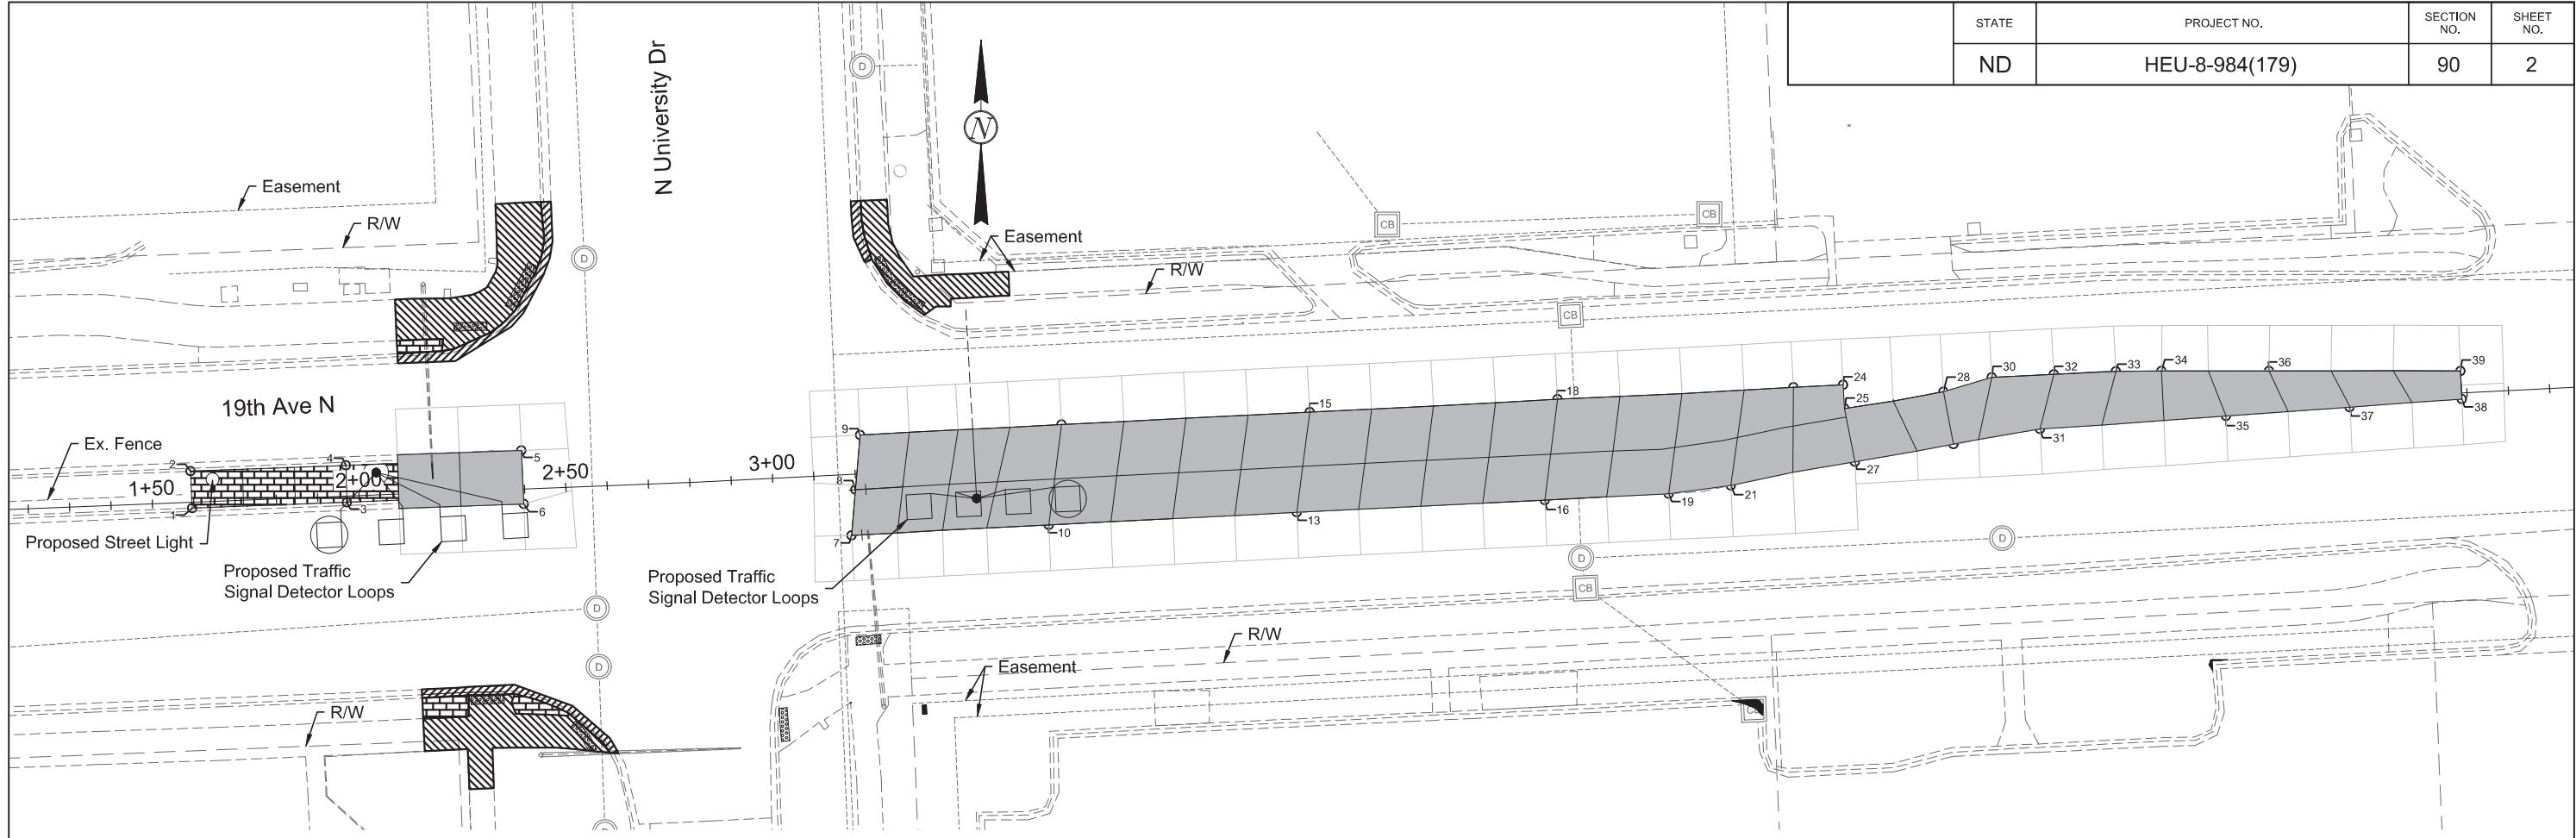 STATE
PROJECT NO.
SECTION
NO.
SHEET
NO.
ND
HEU-8-984(179)
90
2
N University Dr
D
N
Easement
R/W
D
Easement
R/W
CB
CB
CB
19th Ave N
Ex. Fence
1+50
2+00
2+50
3+00
1
2
3
4
5
6
7
8
9
10
13
15
16
18
19
21
24
25
27
28
30
31
32
33
34
35
36
37
38
39
Proposed Street Light
Proposed Traffic
Signal Detector Loops
Proposed Traffic
Signal Detector Loops
D
D
CB
D
R/W
Easement
D
R/W